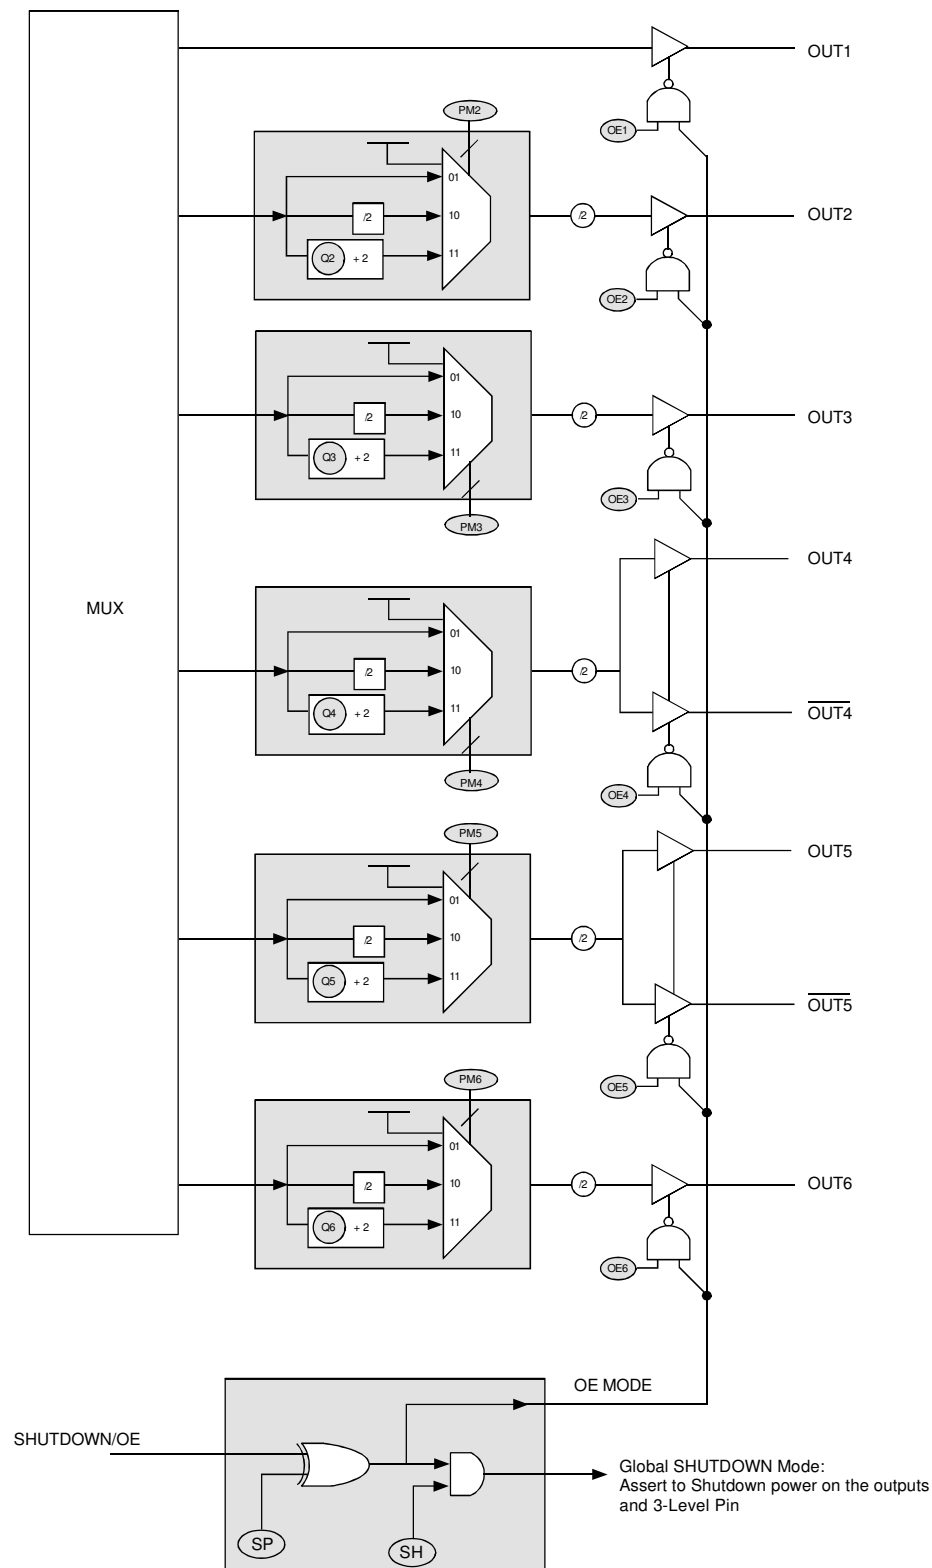 OUT1
OE1
PM2
01
/2
10
Q2 + 2
11
/2
OUT2
OE2
01
/2
10
Q3 + 2
11
PM3
/2
OUT3
OE3
MUX
01
/2
10
Q4 + 2
11
PM4
/2
OUT4
OUT4
OE4
PM5
01
/2
10
Q5 + 2
11
/2
OUT5
OUT5
OE5
PM6
01
/2
10
Q6 + 2
11
/2
OUT6
OE6
OE MODE
SHUTDOWN/OE
SP
SH
Global SHUTDOWN Mode:
Assert to Shutdown power on the outputs
and 3-Level Pin